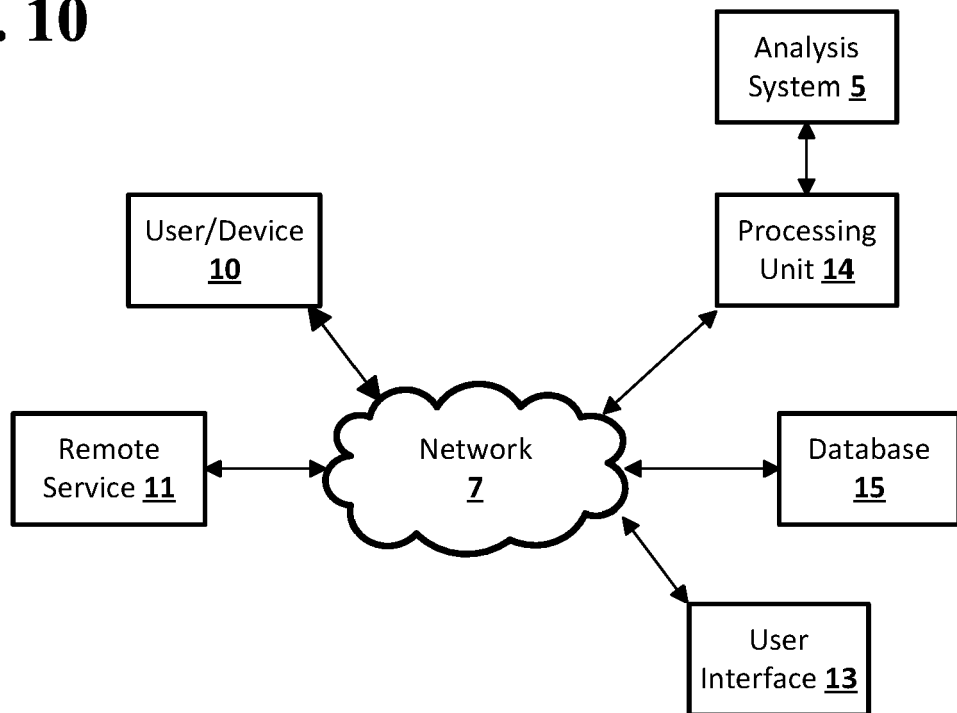 . 10
Analysis
System 5
User/Device
10
Processing
Unit 14
Remote
Service 11
Network
7
Database
15
User
Interface 13